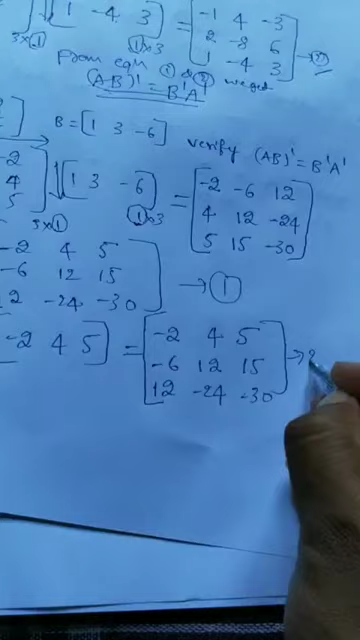 [1 -4 3] = [-1 4 -3
3×1 1×3 2 -8 6
1 -4 3] → 
From eqn ① & ② we get
(AB)' = B'A'
B = [1 3 -6] verify (AB)' = B'A'
-2
4
5] [1 3 -6] = [-2 -6 12
3×1 1×3 4 12 -24
5 15 -30]
-2 4 5
-6 12 15
12 -24 -30] → ①
-2 4 5] = [-2 4 5
-6 12 15
12 -24 -30] →